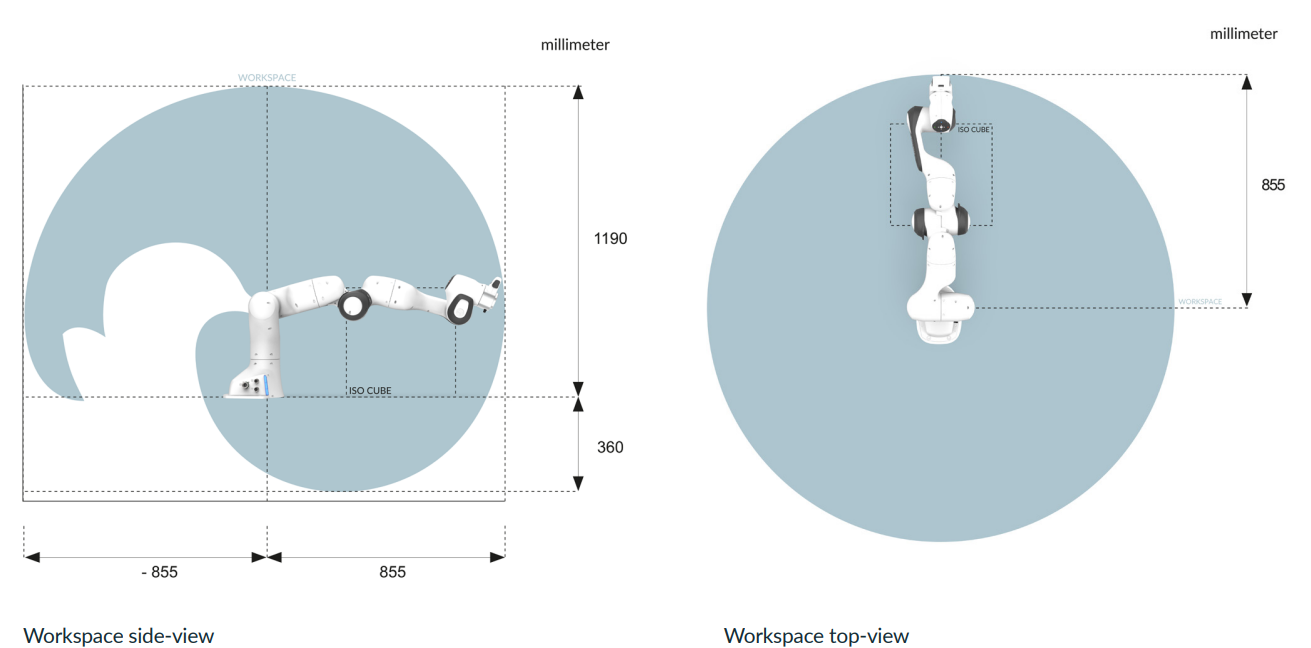 millimeter
WORKSPACE
1190
ISO CUBE
360
- 855
855
Workspace side-view
millimeter
ISO CUBE
855
WORKSPACE
Workspace top-view